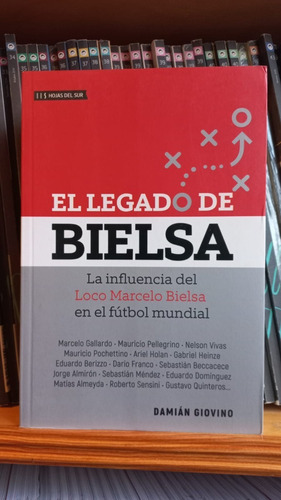 HOJAS DEL SUR
EL LEGADO DE
BIELSA
La influencia del
Loco Marcelo Bielsa
en el fútbol mundial
Marcelo Gallardo · Mauricio Pellegrino · Nelson Vivas
Mauricio Pochettino · Ariel Holan · Gabriel Heinze
Eduardo Berizzo · Darío Franco · Sebastián Beccacece
Jorge Almirón · Sebastián Méndez · Eduardo Domínguez
Matías Almeyda · Roberto Sensini · Gustavo Quinteros...
DAMIÁN GIOVINO